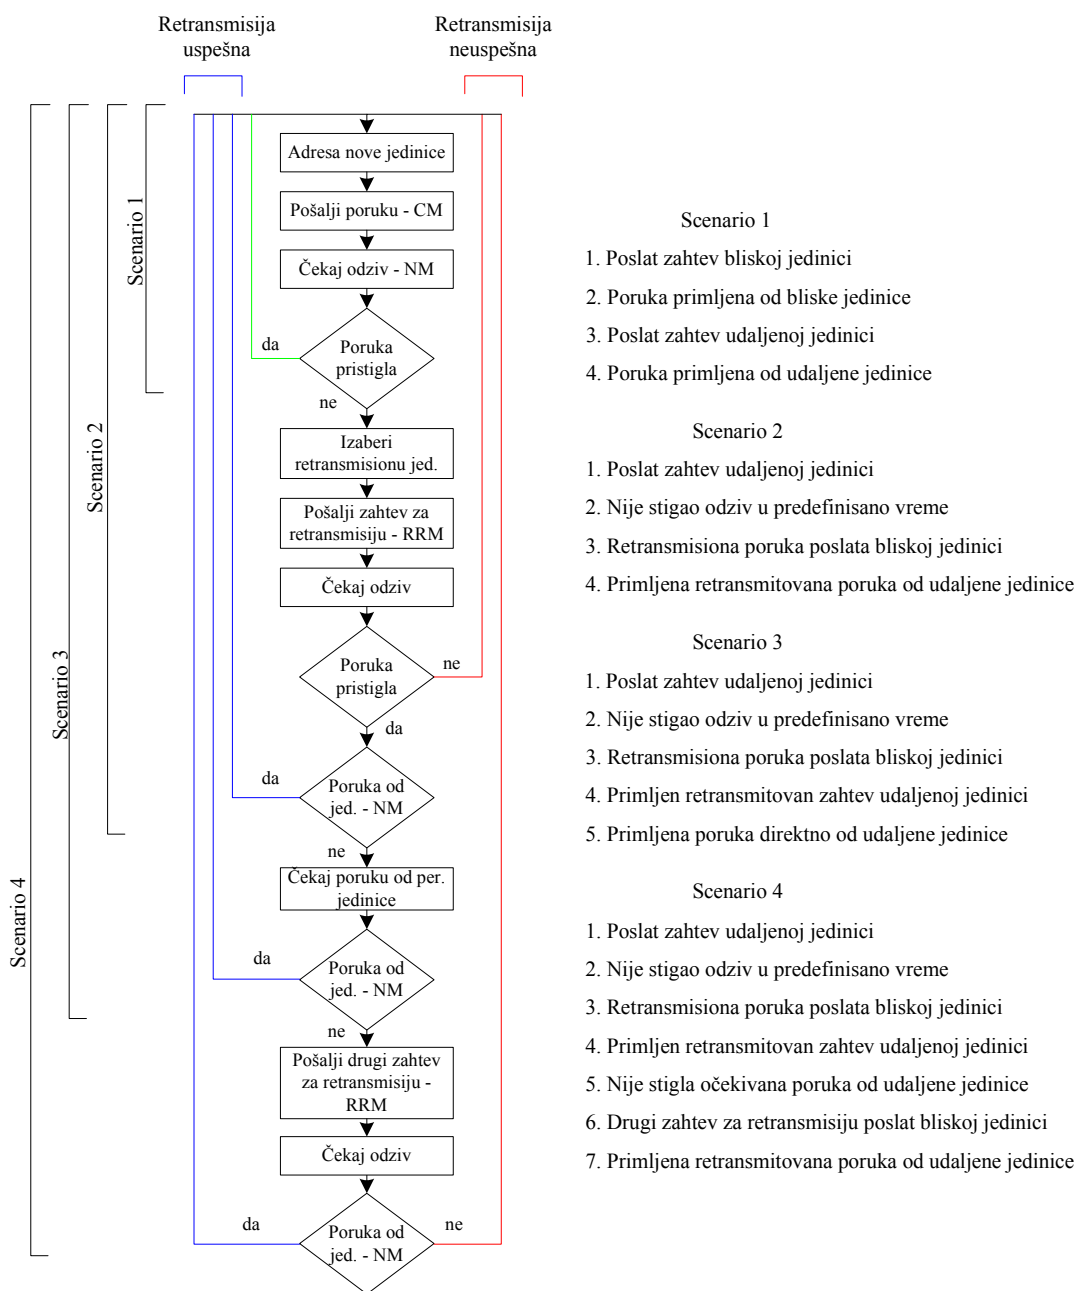 Retransmisija
uspešna
Retransmisija
neuspešna
Scenario 1
Scenario 2
Scenario 3
Scenario 4
Adresa nove jedinice
Pošalji poruku - CM
Čekaj odziv - NM
Poruka
pristigla
da
ne
Izaberi
retransmisionu jed.
Pošalji zahtev za
retransmisiju - RRM
Čekaj odziv
Poruka
pristigla
ne
da
Poruka od
jed. - NM
da
ne
Čekaj poruku od per.
jedinice
Poruka od
jed. - NM
da
ne
Pošalji drugi zahtev
za retransmisiju -
RRM
Čekaj odziv
Poruka od
jed. - NM
da
ne
Scenario 1
1. Poslat zahtev bliskoj jedinici
2. Poruka primljena od bliske jedinice
3. Poslat zahtev udaljenoj jedinici
4. Poruka primljena od udaljene jedinice
Scenario 2
1. Poslat zahtev udaljenoj jedinici
2. Nije stigao odziv u predefinisano vreme
3. Retransmisiona poruka poslata bliskoj jedinici
4. Primljena retransmitovana poruka od udaljene jedinice
Scenario 3
1. Poslat zahtev udaljenoj jedinici
2. Nije stigao odziv u predefinisano vreme
3. Retransmisiona poruka poslata bliskoj jedinici
4. Primljen retransmitovan zahtev udaljenoj jedinici
5. Primljena poruka direktno od udaljene jedinice
Scenario 4
1. Poslat zahtev udaljenoj jedinici
2. Nije stigao odziv u predefinisano vreme
3. Retransmisiona poruka poslata bliskoj jedinici
4. Primljen retransmitovan zahtev udaljenoj jedinici
5. Nije stigla očekivana poruka od udaljene jedinice
6. Drugi zahtev za retransmisiju poslat bliskoj jedinici
7. Primljena retransmitovana poruka od udaljene jedinice